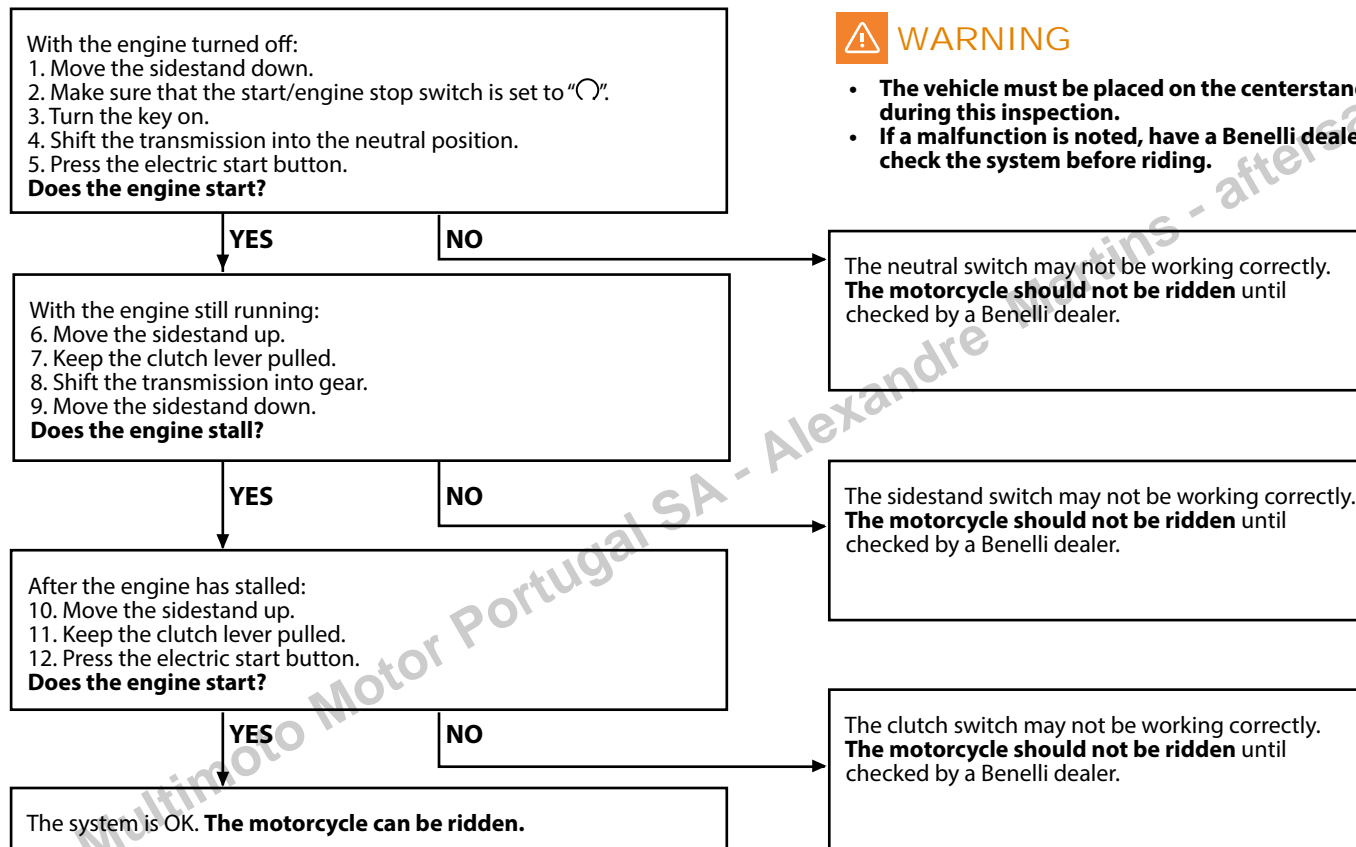 With the engine turned off:
1. Move the sidestand down.
2. Make sure that the start/engine stop switch is set to “ ”.
3. Turn the key on.
4. Shift the transmission into the neutral position.
5. Press the electric start button.
Does the engine start?
WARNING
• The vehicle must be placed on the centerstand
during this inspection.
• If a malfunction is noted, have a Benelli deale
check the system before riding.
YES
NO
The neutral switch may not be working correctly.
The motorcycle should not be ridden until
checked by a Benelli dealer.
With the engine still running:
6. Move the sidestand up.
7. Keep the clutch lever pulled.
8. Shift the transmission into gear.
9. Move the sidestand down.
Does the engine stall?
YES
NO
The sidestand switch may not be working correctly.
The motorcycle should not be ridden until
checked by a Benelli dealer.
After the engine has stalled:
10. Move the sidestand up.
11. Keep the clutch lever pulled.
12. Press the electric start button.
Does the engine start?
YES
NO
The clutch switch may not be working correctly.
The motorcycle should not be ridden until
checked by a Benelli dealer.
The system is OK. The motorcycle can be ridden.
Multimoto Motor Portugal SA - Alexandre Martins - aftersa